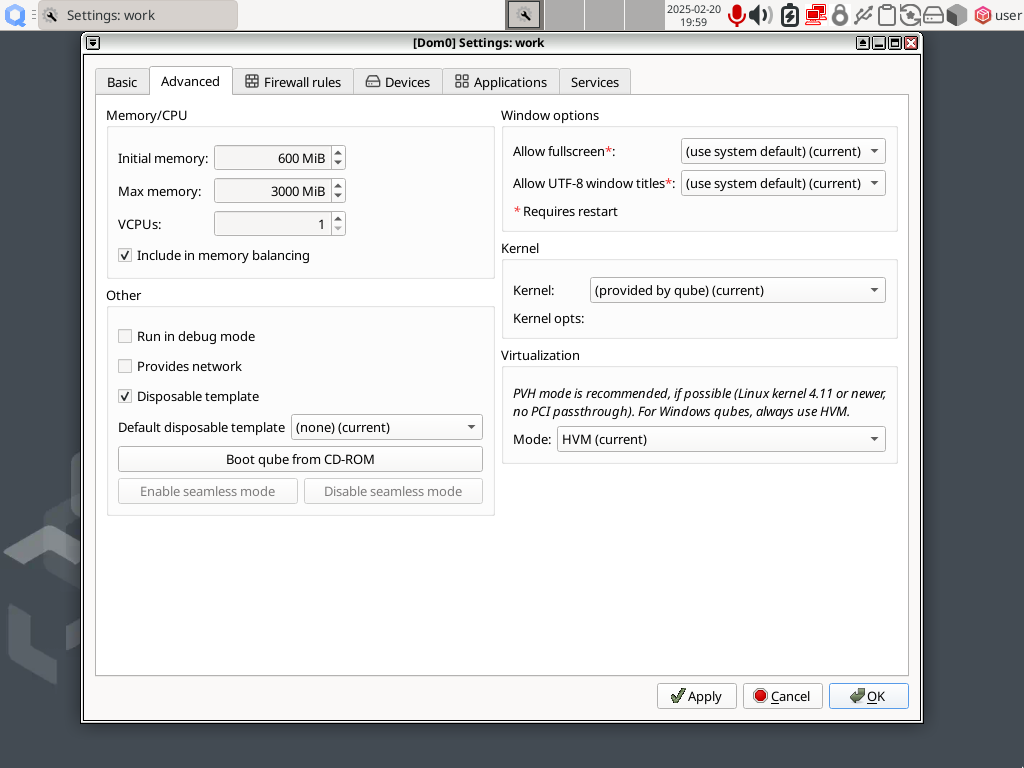 Settings: work
2025-02-20
19:59
user
[Dom0] Settings: work
Basic
Advanced
Firewall rules
Devices
Applications
Services
Memory/CPU
Initial memory:
600 MiB
Max memory:
3000 MiB
VCPUs:
1
Include in memory balancing
Other
Run in debug mode
Provides network
Disposable template
Default disposable template
(none) (current)
Boot qube from CD-ROM
Enable seamless mode
Disable seamless mode
Window options
Allow fullscreen*:
(use system default) (current)
Allow UTF-8 window titles*:
(use system default) (current)
* Requires restart
Kernel
Kernel:
(provided by qube) (current)
Kernel opts:
Virtualization
PVH mode is recommended, if possible (Linux kernel 4.11 or newer,
no PCI passthrough). For Windows qubes, always use HVM.
Mode:
HVM (current)
Apply
Cancel
OK